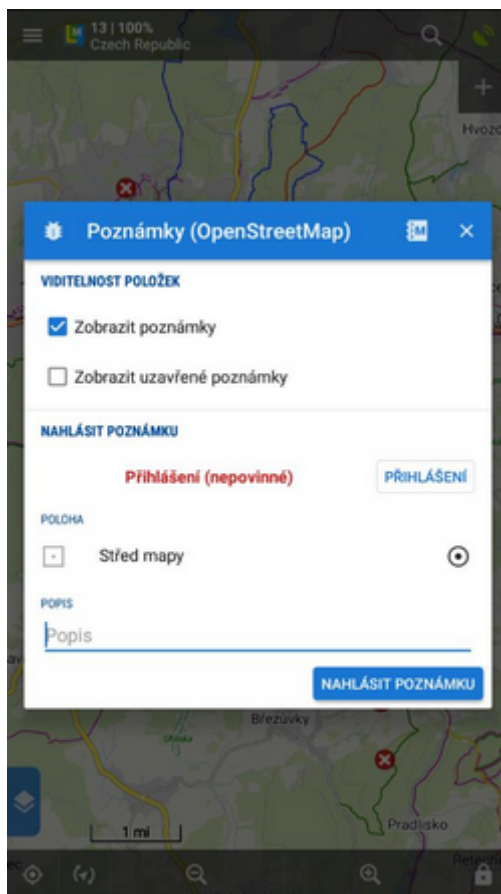 13 | 100%
Czech Republic
Hvozd
Poznámky (OpenStreetMap)
VIDITELNOST POLOŽEK
Zobrazit poznámky
Zobrazit uzavřené poznámky
NAHLÁSIT POZNÁMKU
Přihlášení (nepovinné)
PŘIHLÁŠENÍ
POLOHA
Střed mapy
POPIS
Popis
NAHLÁSIT POZNÁMKU
Březůvky
1 mi
Pradlisko